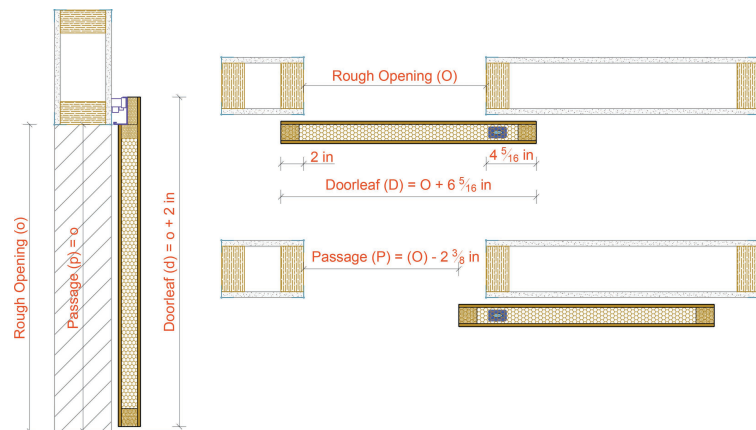 Rough Opening (o)
Passage (p) = o
Doorleaf (d) = o + 2 in
Rough Opening (O)
2 in
4 5/16 in
Doorleaf (D) = O + 6 5/16 in
Passage (P) = (O) - 2 3/8 in